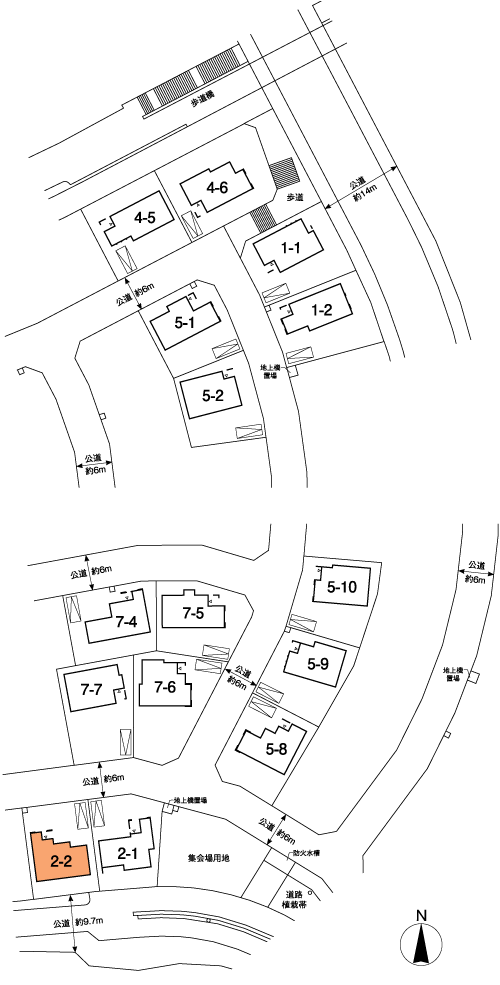 歩道橋
4-6
4-5
歩道
公道
約14m
1-1
公道 約6m
5-1
1-2
地上機
置場
5-2
公道
約6m
公道 約6m
公道
約6m
5-10
7-5
7-4
5-9
地上機
置場
7-7
7-6
公道
約6m
5-8
公道 約6m
地上機置場
公道
約6m
2-2
2-1
集会場用地
防火水槽
道路
植栽帯
公道 約9.7m
N